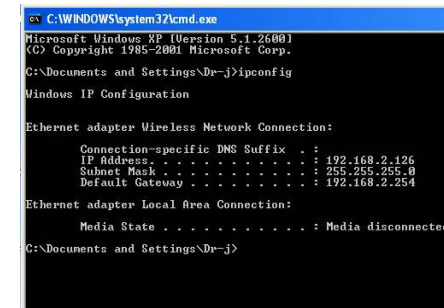 C:\WINDOWS\system32\cmd.exe
Microsoft Windows XP [Version 5.1.2600]
(C) Copyright 1985-2001 Microsoft Corp.
C:\Documents and Settings\Dr-j>ipconfig
Windows IP Configuration
Ethernet adapter Wireless Network Connection:
Connection-specific DNS Suffix  . :
IP Address. . . . . . . . . . . . : 192.168.2.126
Subnet Mask . . . . . . . . . . . : 255.255.255.0
Default Gateway . . . . . . . . . : 192.168.2.254
Ethernet adapter Local Area Connection:
Media State . . . . . . . . . . . : Media disconnected
C:\Documents and Settings\Dr-j>